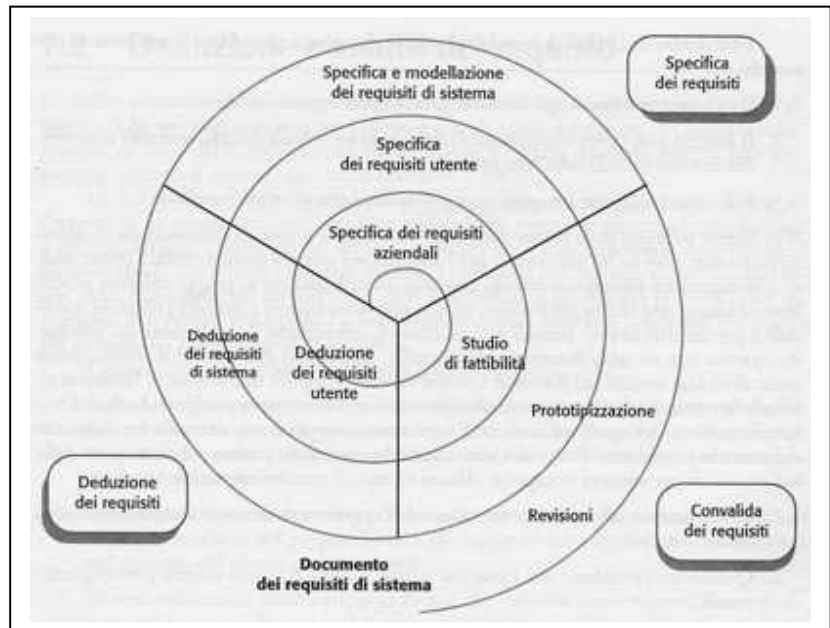 Specifica e modellazione
dei requisiti di sistema
Specifica
dei requisiti
Specifica
dei requisiti utente
Specifica dei requisiti
aziendali
Deduzione
dei requisiti
di sistema
Deduzione
dei requisiti
utente
Studio
di fattibilità
Prototipizzazione
Deduzione
dei requisiti
Revisioni
Convalida
dei requisiti
Documento
dei requisiti di sistema